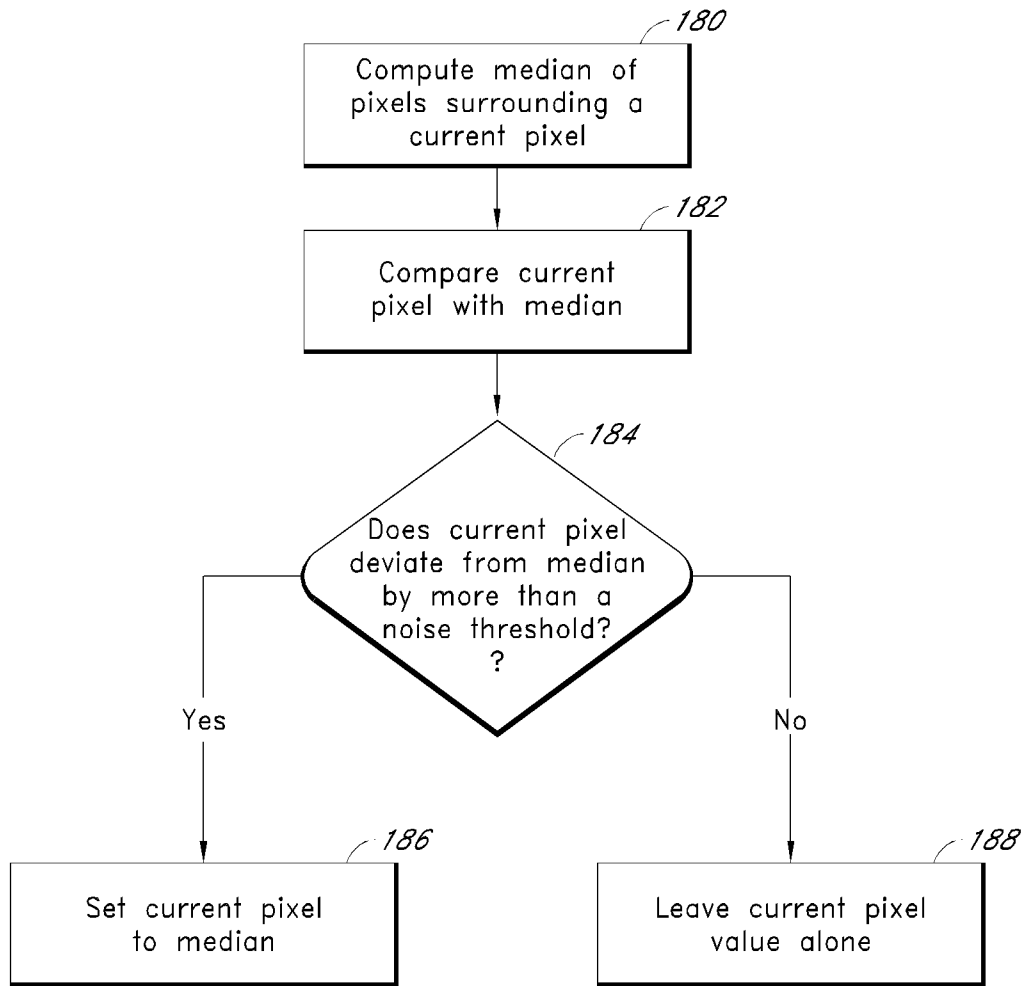 180
Compute median of
pixels surrounding a
current pixel
182
Compare current
pixel with median
184
Does current pixel
deviate from median
by more than a
noise threshold?
?
Yes
No
186
Set current pixel
to median
188
Leave current pixel
value alone